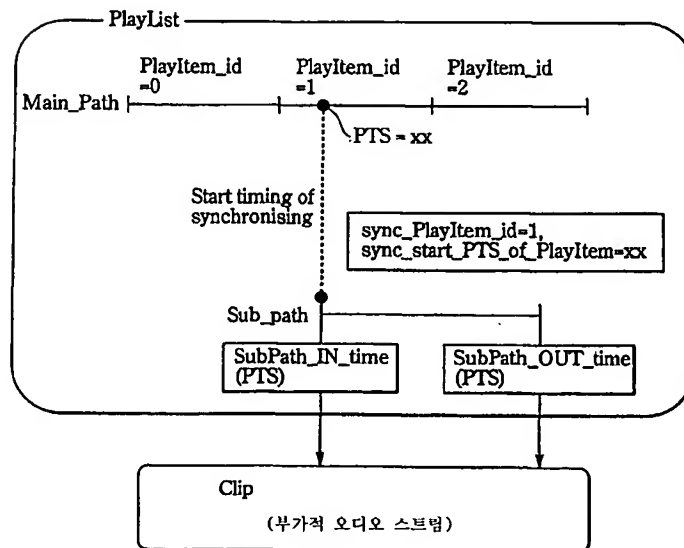 PlayList
PlayItem_id
=0
PlayItem_id
=1
PlayItem_id
=2
Main_Path
PTS = xx
Start timing of
synchronising
sync_PlayItem_id=1,
sync_start_PTS_of_PlayItem=xx
Sub_path
SubPath_IN_time
(PTS)
SubPath_OUT_time
(PTS)
Clip
(부가적 오디오 스트림)